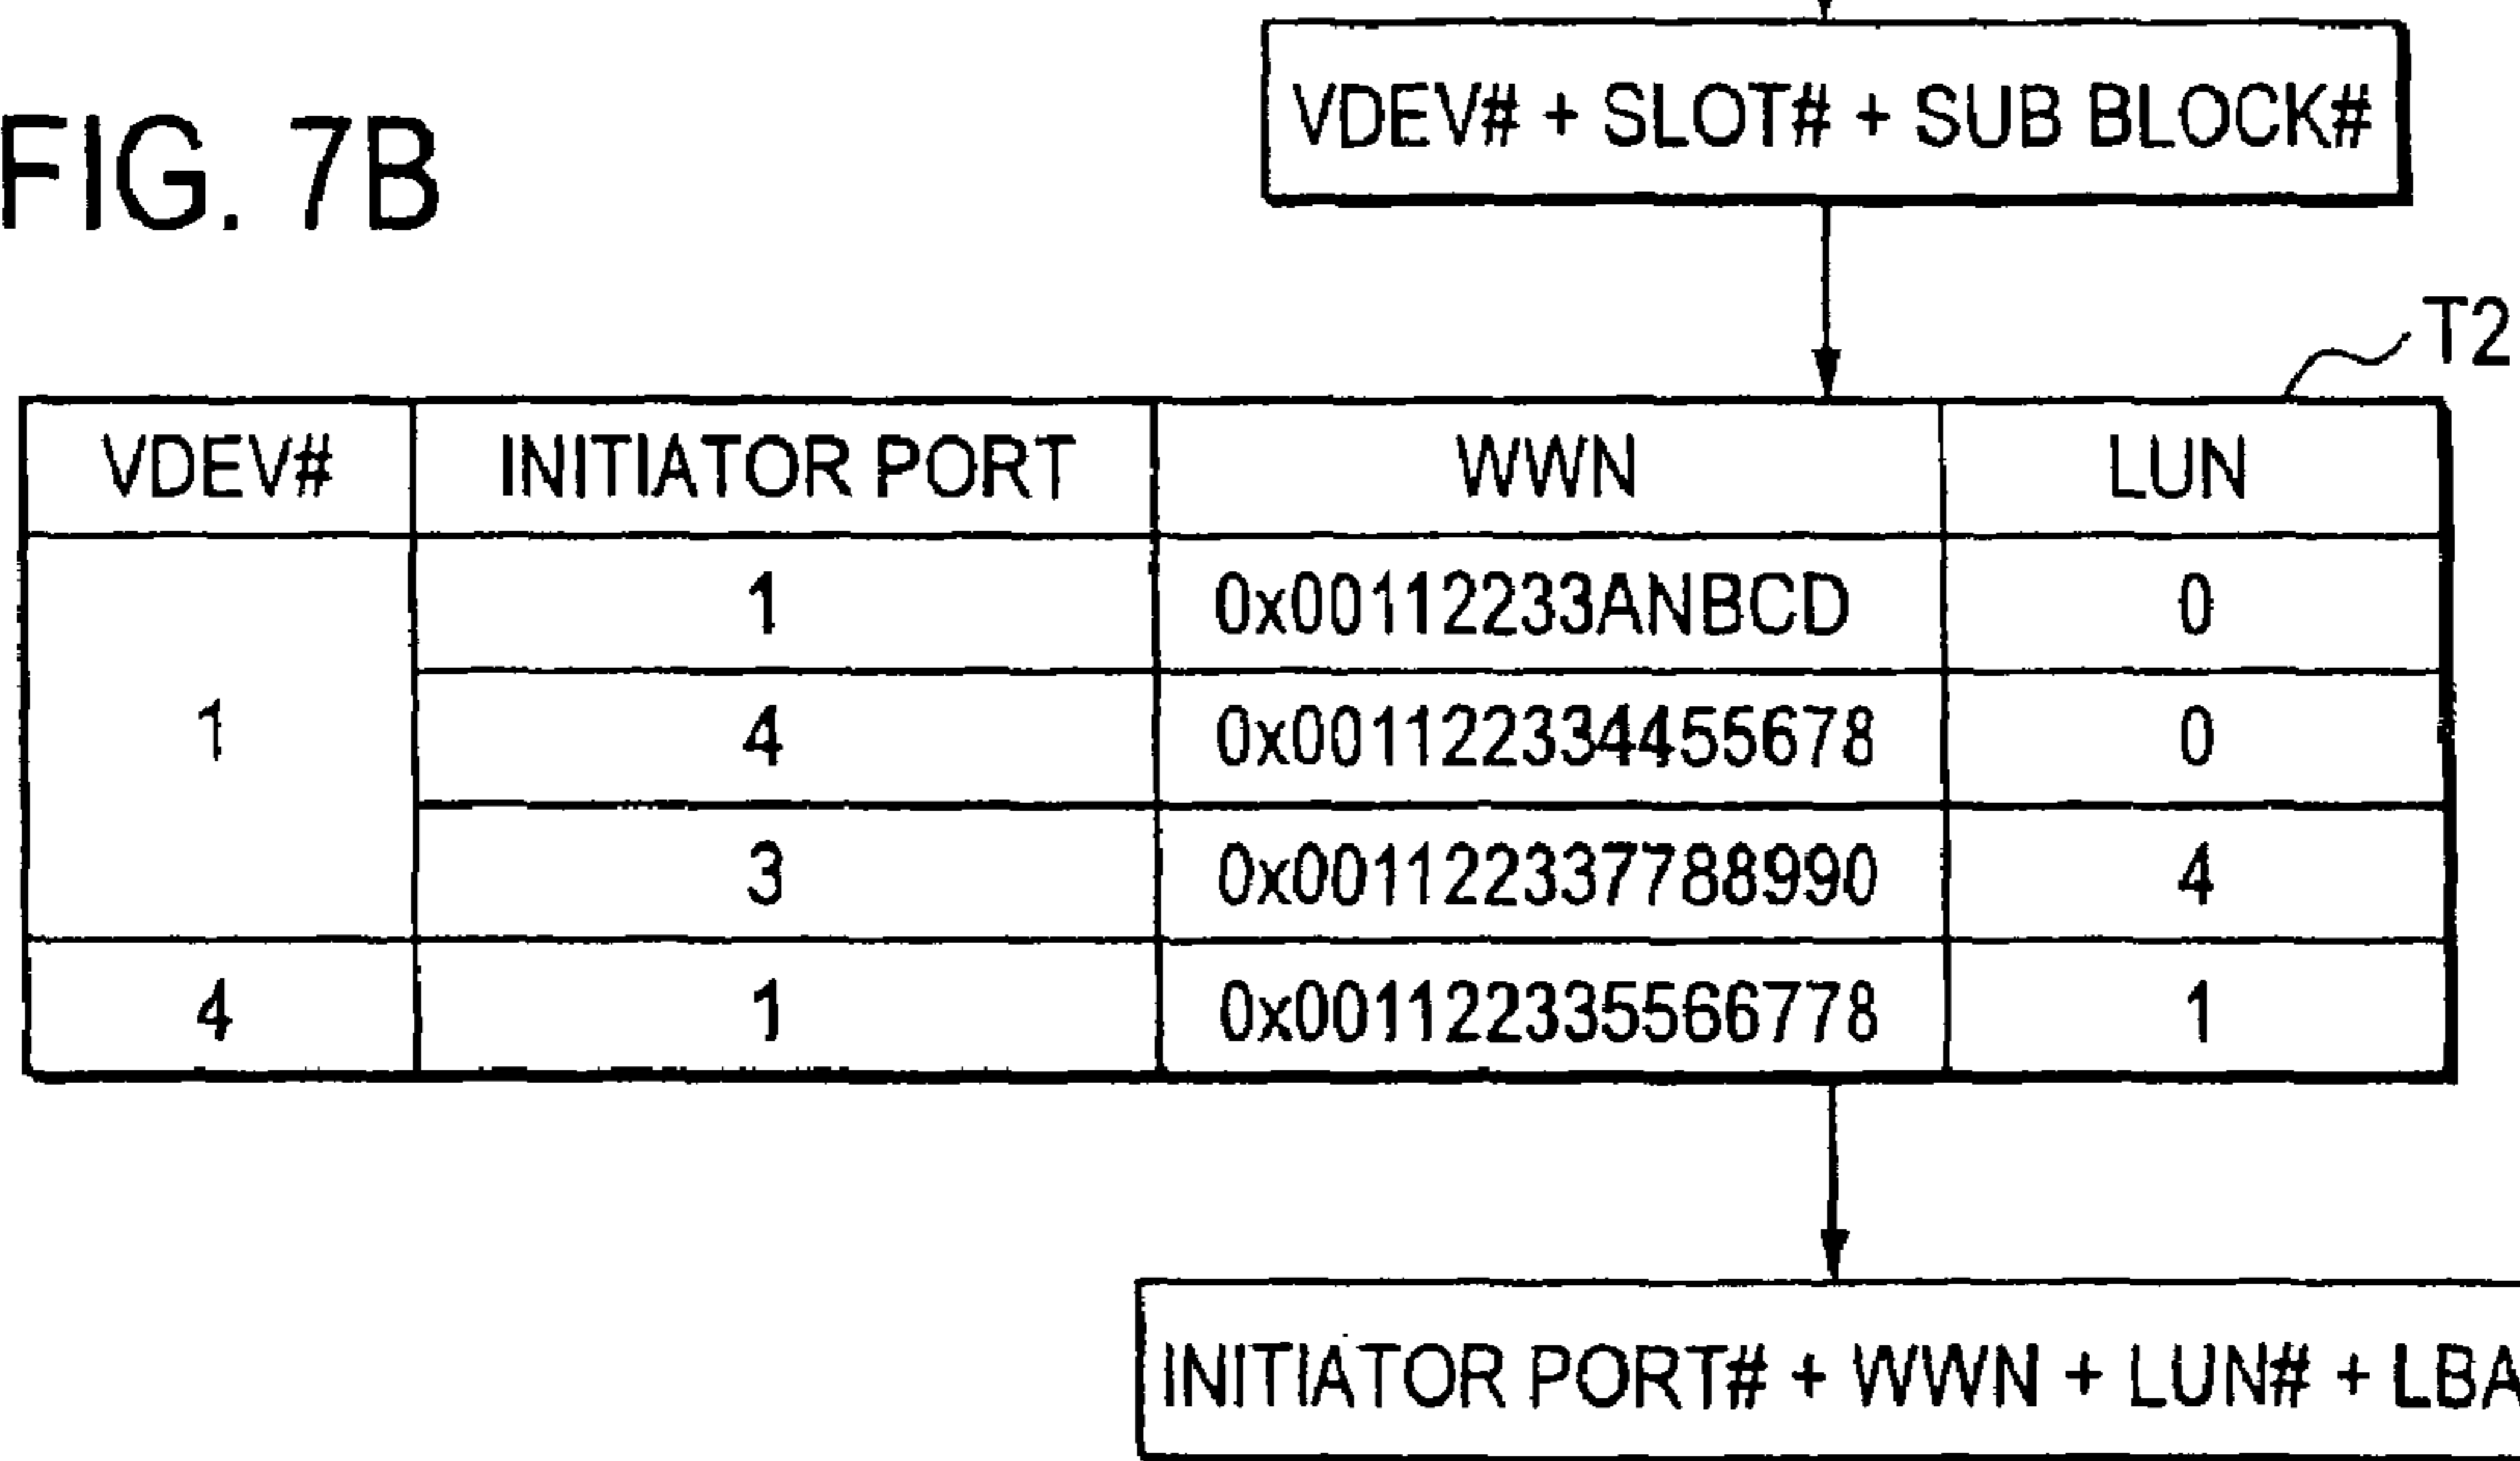 VDEV# + SLOT# + SUB BLOCK#
FIG. 7B
T2
VDEV# INITIATOR PORT WWN LUN
1 0x00112233ANBCD 0
1 4 0x001122334455678 0
3 0x001122337788990 4
4 1 0x001122335566778 1
INITIATOR PORT# + WWN + LUN# + LBA